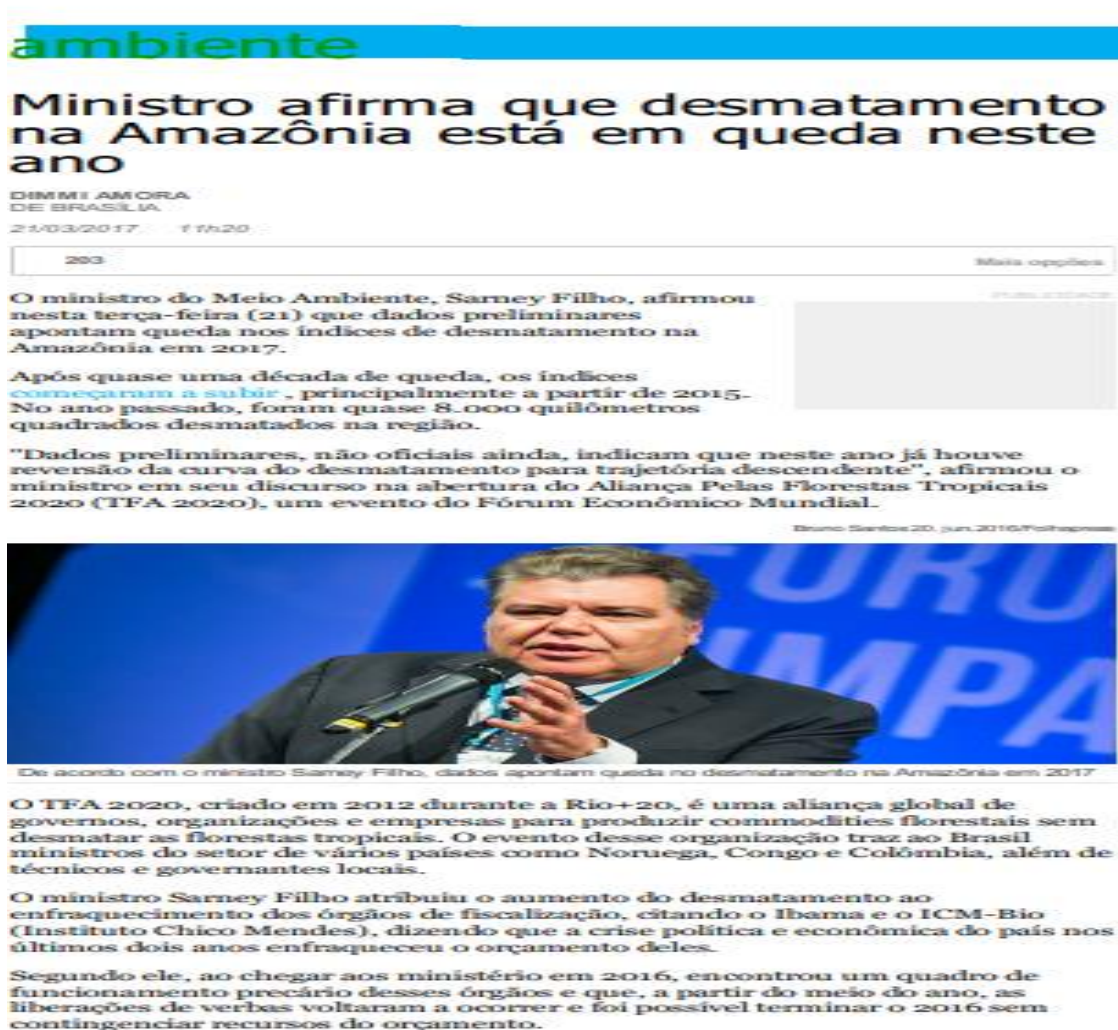 ambiente
Ministro afirma que desmatamento
na Amazônia está em queda neste
ano
DIMMI AMORA
DE BRASÍLIA
21/03/2017 11h20
203 Mais opções
PUBLICIDADE
O ministro do Meio Ambiente, Sarney Filho, afirmou
nesta terça-feira (21) que dados preliminares
apontam queda nos índices de desmatamento na
Amazônia em 2017.
Após quase uma década de queda, os índices
começaram a subir , principalmente a partir de 2015.
No ano passado, foram quase 8.000 quilômetros
quadrados desmatados na região.
"Dados preliminares, não oficiais ainda, indicam que neste ano já houve
reversão da curva do desmatamento para trajetória descendente", afirmou o
ministro em seu discurso na abertura do Aliança Pelas Florestas Tropicais
2020 (TFA 2020), um evento do Fórum Econômico Mundial.
Bruno Santos 20. jun.2016/Folhapress
FORU
IMPA
De acordo com o ministro Sarney Filho, dados apontam queda no desmatamento na Amazônia em 2017
O TFA 2020, criado em 2012 durante a Rio+20, é uma aliança global de
governos, organizações e empresas para produzir commodities florestais sem
desmatar as florestas tropicais. O evento desse organização traz ao Brasil
ministros do setor de vários países como Noruega, Congo e Colômbia, além de
técnicos e governantes locais.
O ministro Sarney Filho atribuiu o aumento do desmatamento ao
enfraquecimento dos órgãos de fiscalização, citando o Ibama e o ICM-Bio
(Instituto Chico Mendes), dizendo que a crise política e econômica do país nos
últimos dois anos enfraqueceu o orçamento deles.
Segundo ele, ao chegar aos ministério em 2016, encontrou um quadro de
funcionamento precário desses órgãos e que, a partir do meio do ano, as
liberações de verbas voltaram a ocorrer e foi possível terminar o 2016 sem
contingenciar recursos do orçamento.